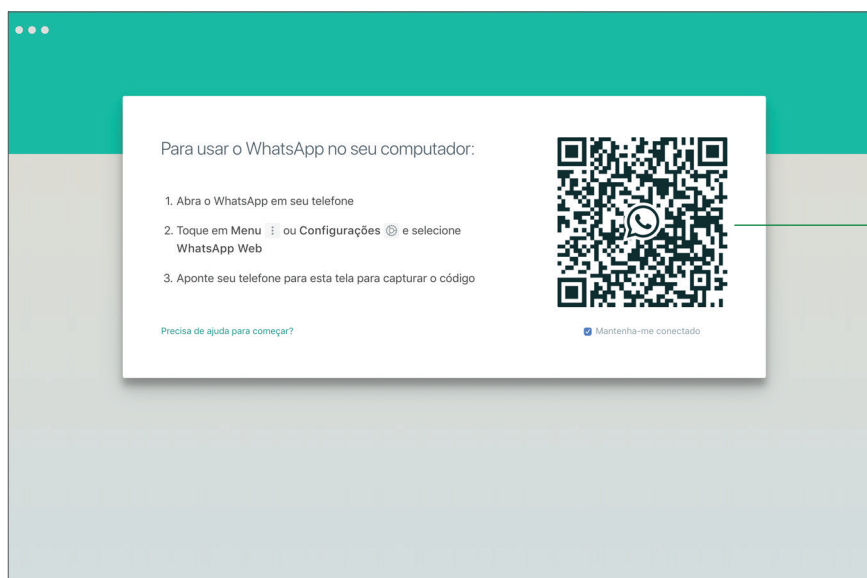 Para usar o WhatsApp no seu computador:
1. Abra o WhatsApp em seu telefone
2. Toque em Menu ou Configurações e selecione
WhatsApp Web
3. Aponte seu telefone para esta tela para capturar o código
Precisa de ajuda para começar?
Mantenha-me conectado